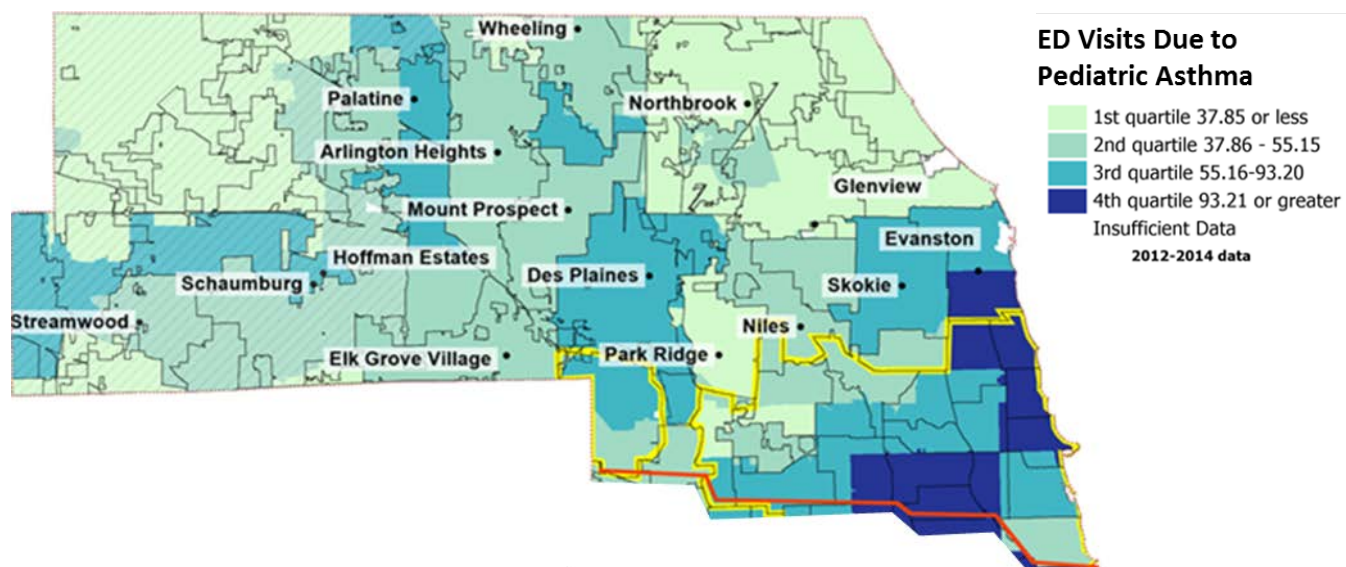 ED Visits Due to
Pediatric Asthma
1st quartile 37.85 or less
2nd quartile 37.86 - 55.15
3rd quartile 55.16-93.20
4th quartile 93.21 or greater
Insufficient Data
2012-2014 data
Wheeling
Palatine
Northbrook
Arlington Heights
Glenview
Mount Prospect
Evanston
Hoffman Estates
Des Plaines
Schaumburg
Skokie
Streamwood
Niles
Elk Grove Village
Park Ridge